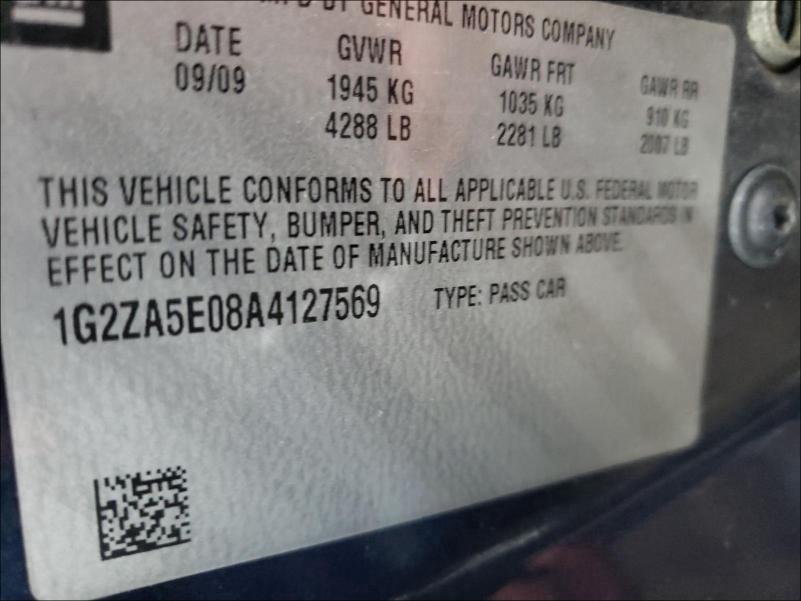 MF'D BY GENERAL MOTORS COMPANY
DATE GVWR GAWR FRT GAWR RR
09/09 1945 KG 1035 KG 910 KG
4288 LB 2281 LB 2007 LB
THIS VEHICLE CONFORMS TO ALL APPLICABLE U.S. FEDERAL MOTOR
VEHICLE SAFETY, BUMPER, AND THEFT PREVENTION STANDARDS IN
EFFECT ON THE DATE OF MANUFACTURE SHOWN ABOVE.
1G2ZA5E08A4127569 TYPE: PASS CAR